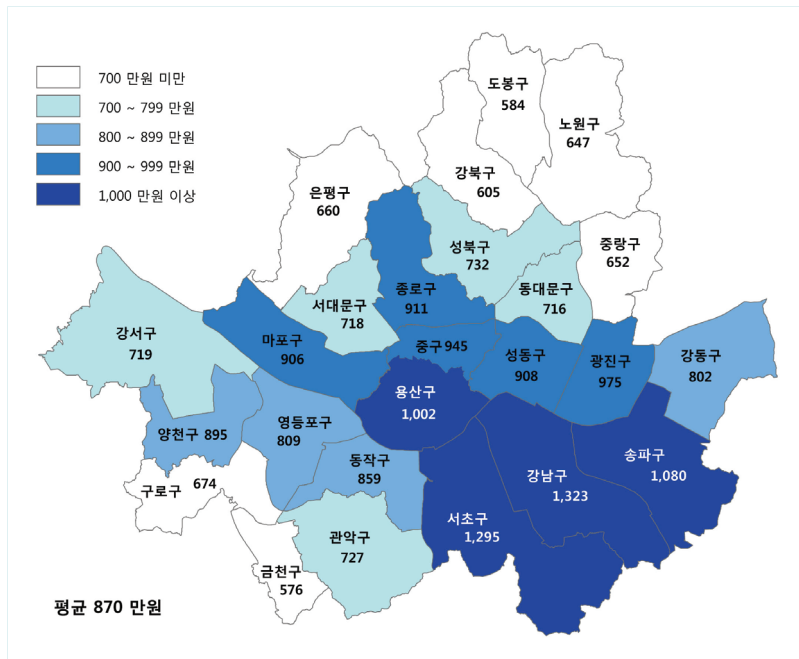 700 만원 미만
700 ~ 799 만원
800 ~ 899 만원
900 ~ 999 만원
1,000 만원 이상
도봉구
584
노원구
647
강북구
605
은평구
660
성북구
732
중랑구
652
종로구
911
동대문구
716
서대문구
718
강서구
719
마포구
906
중구 945
성동구
908
광진구
975
강동구
802
용산구
1,002
양천구 895
영등포구
809
동작구
859
송파구
1,080
강남구
1,323
구로구 674
서초구
1,295
관악구
727
금천구
576
평균 870 만원